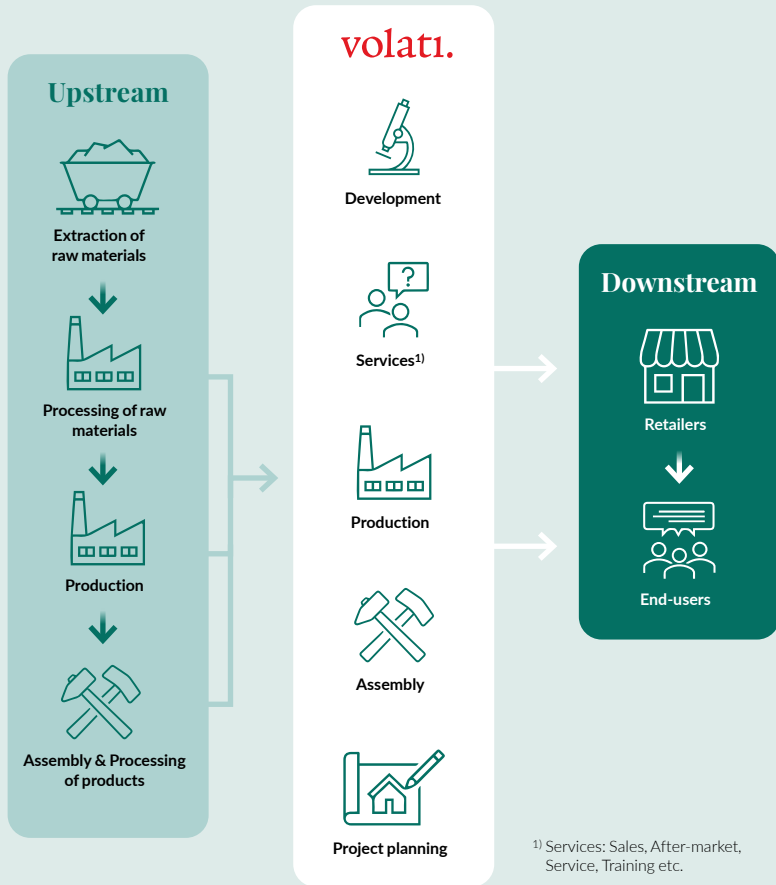 Upstream
Extraction of
raw materials
Processing of raw
materials
Production
Assembly & Processing
of products
volatı.
Development
?
Services¹⁾
Production
Assembly
Project planning
Downstream
Retailers
End-users
¹⁾ Services: Sales, After-market,
Service, Training etc.